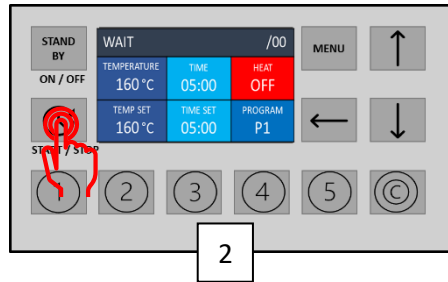 STAND
BY
ON / OFF
WAIT /00
TEMPERATURE TIME HEAT
160 °C 05:00 OFF
TEMP SET TIME SET PROGRAM
160 °C 05:00 P1
MENU
↑
START / STOP
←
↓
1 2 3 4 5 C
2